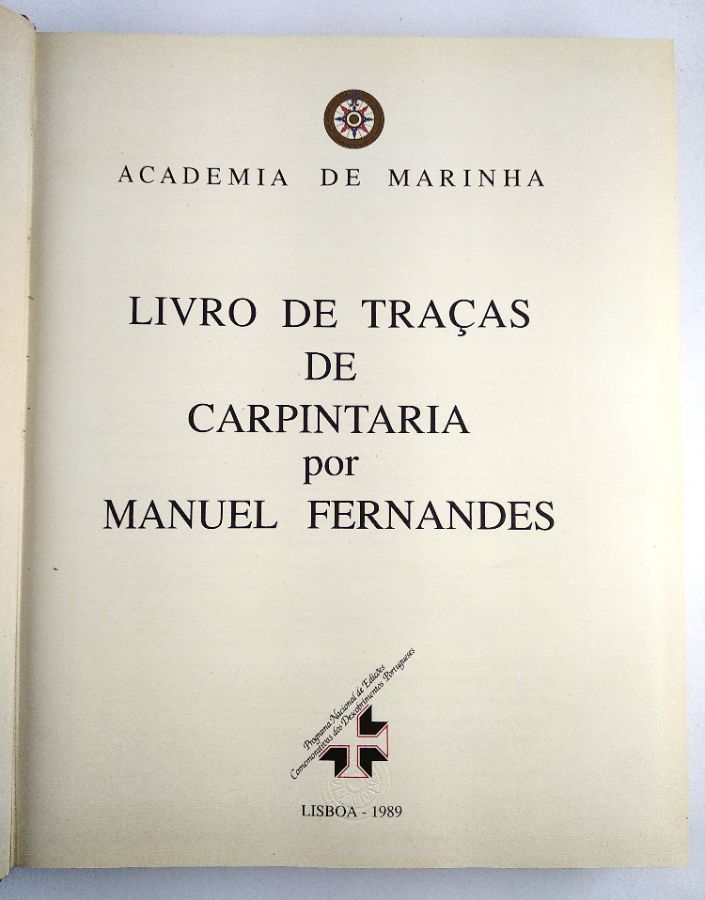 ACADEMIA DE MARINHA
LIVRO DE TRAÇAS
DE
CARPINTARIA
por
MANUEL FERNANDES
Programa Nacional de Edições
Comemorativas dos Descobrimentos Portugueses
LISBOA - 1989